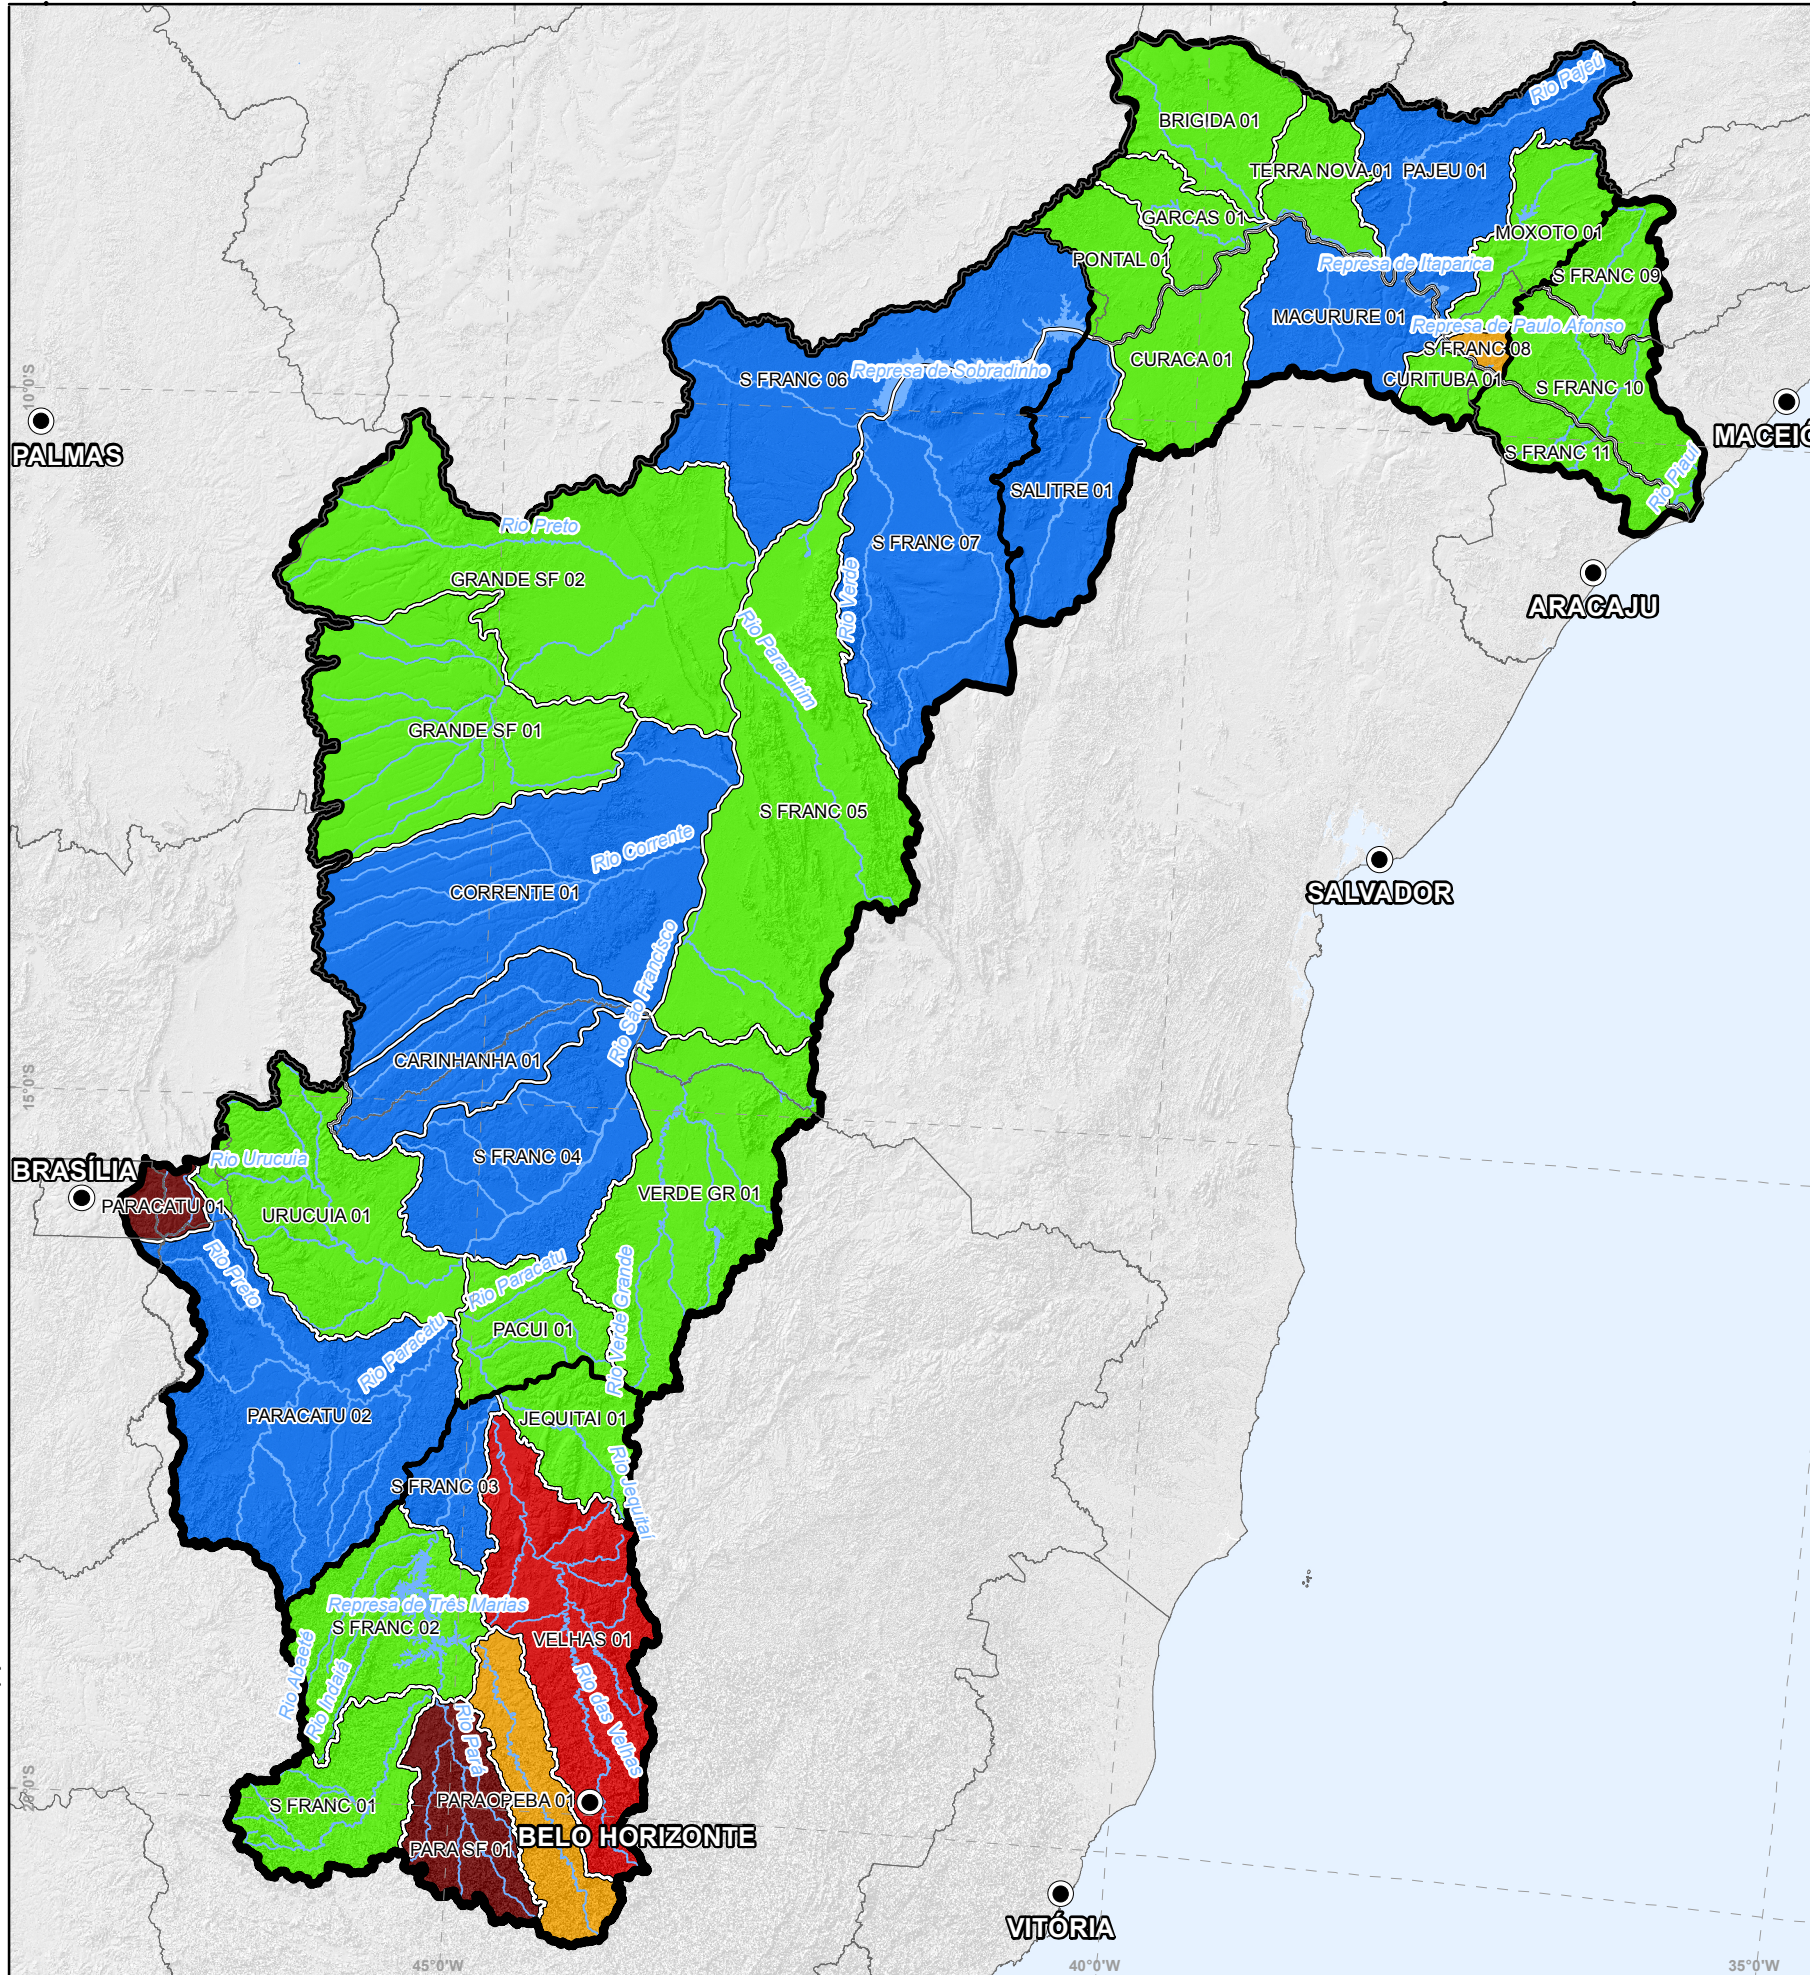 Rio Pajeú
BRIGIDA 01
TERRA NOVA 01
PAJEU 01
GARCAS 01
MOXOTO 01
PONTAL 01
Represa de Itaparica
S FRANC 09
MACURURE 01
Represa de Paulo Afonso
S FRANC 08
CURACA 01
Represa de Sobradinho
S FRANC 06
CURITUBA 01
S FRANC 10
10°0'S
PALMAS
MACEIÓ
S FRANC 11
Rio Piauí
SALITRE 01
Rio Preto
S FRANC 07
GRANDE SF 02
Rio Verde
ARACAJU
Rio Paramirim
GRANDE SF 01
S FRANC 05
Rio Corrente
CORRENTE 01
SALVADOR
Rio São Francisco
CARINHANHA 01
15°0'S
S FRANC 04
Rio Urucuia
BRASÍLIA
PARACATU 01
URUCUIA 01
VERDE GR 01
Rio Preto
Rio Paracatu
Rio Verde Grande
PACUI 01
Rio Paracatu
PARACATU 02
JEQUITAI 01
S FRANC 03
Rio Jequitaí
Represa de Três Marias
S FRANC 02
VELHAS 01
Rio Abaeté
Rio Indaiá
Rio das Velhas
Rio Pará
20°0'S
S FRANC 01
PARAOPEBA 01
BELO HORIZONTE
PARA SF 01
VITÓRIA
45°0'W
40°0'W
35°0'W